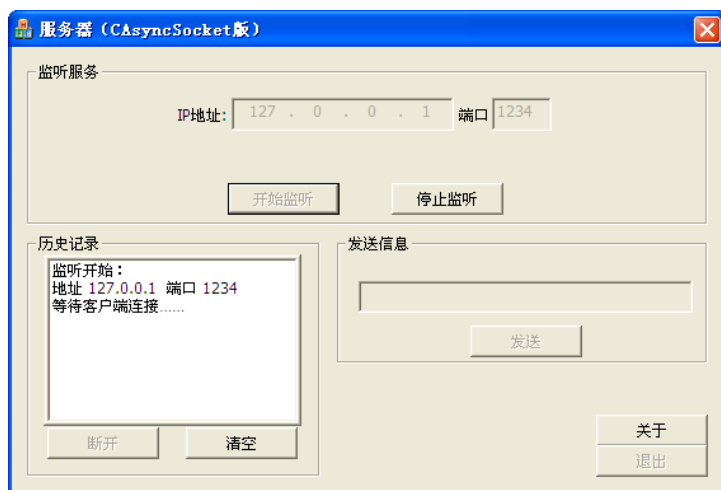 服务器（CAsyncSocket版）
监听服务
IP地址: 127 . 0 . 0 . 1 端口 1234
开始监听 停止监听
历史记录
监听开始：
地址 127.0.0.1 端口 1234
等待客户端连接......
断开 清空
发送信息
发送
关于
退出